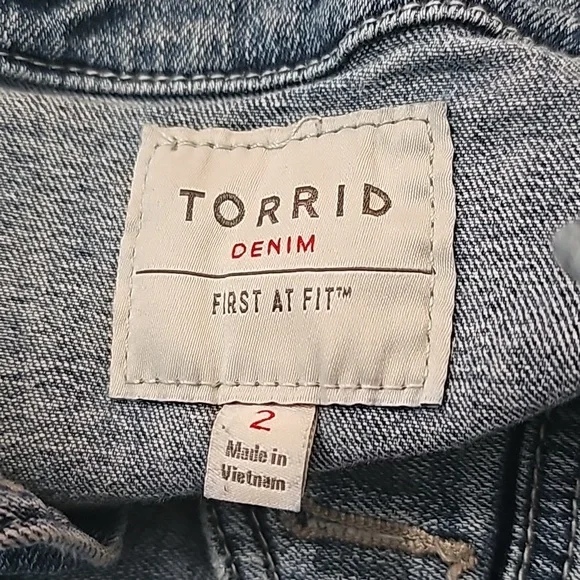 TORRID
DENIM
FIRST AT FIT™
2
Made in
Vietnam